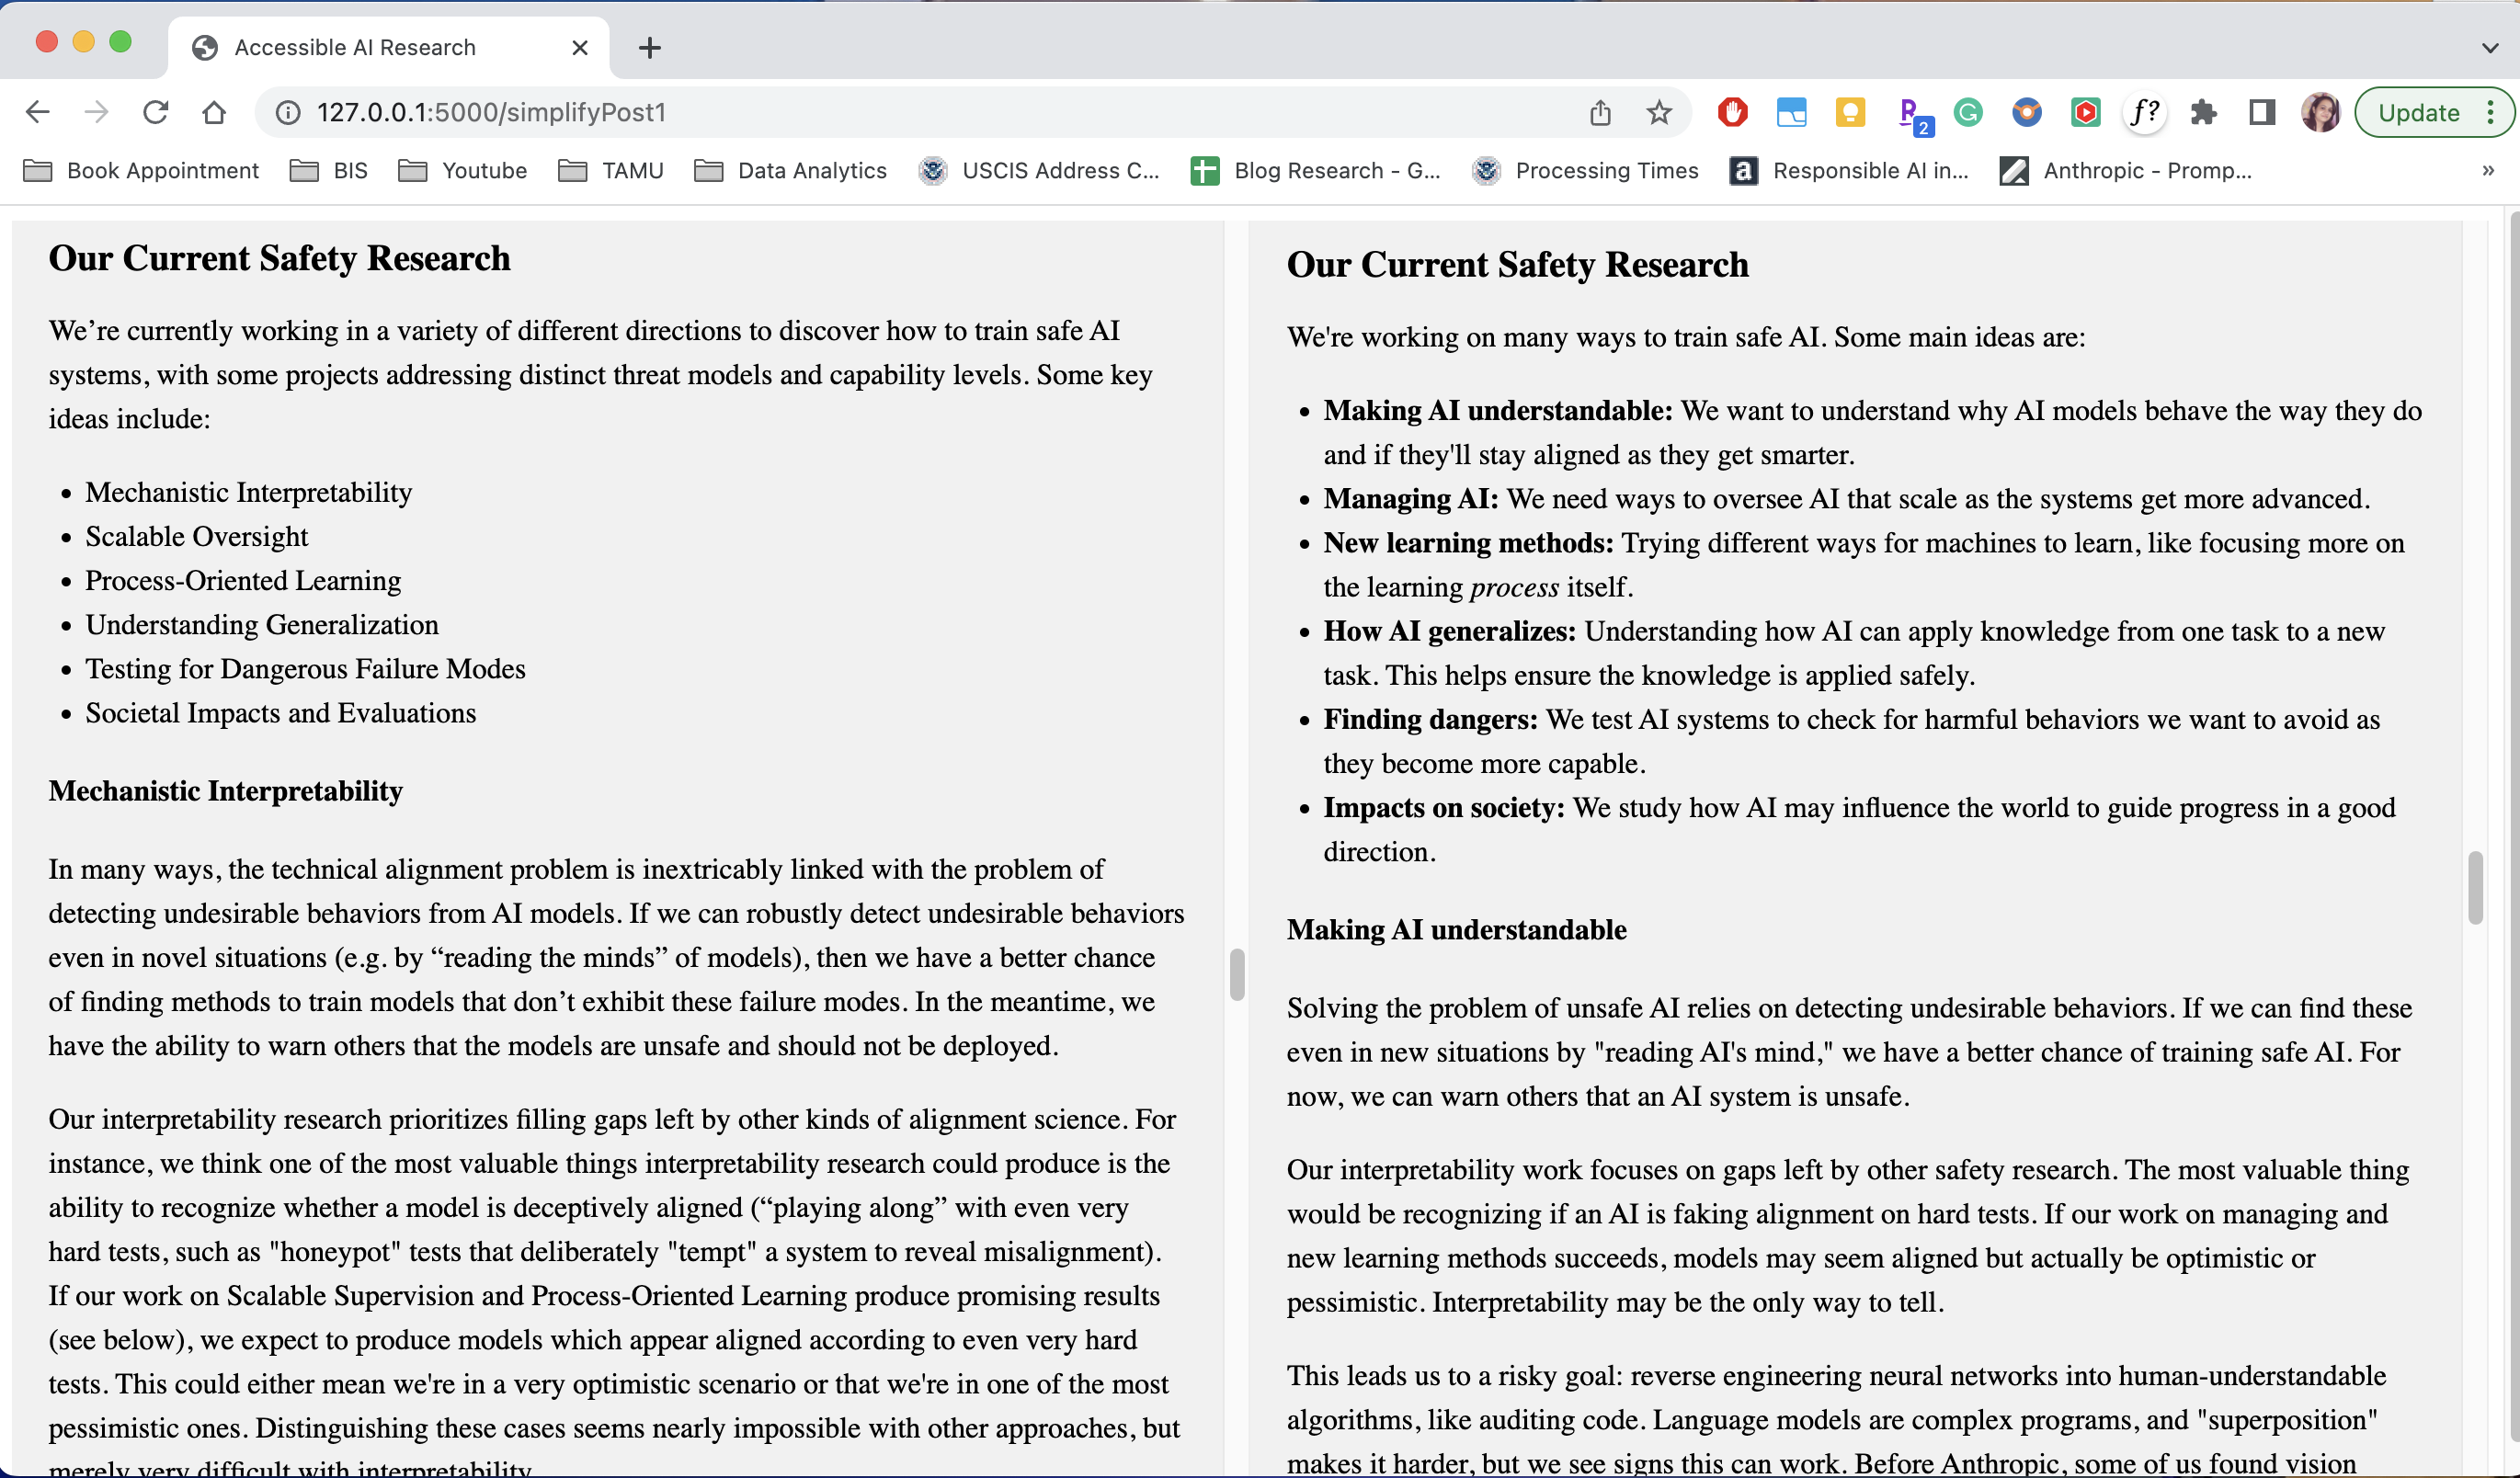 Accessible AI Research
127.0.0.1:5000/simplifyPost1
2
f?
Update
Book Appointment
BIS
Youtube
TAMU
Data Analytics
USCIS Address C...
Blog Research - G...
Processing Times
Responsible AI in...
Anthropic - Promp...
»
Our Current Safety Research
We’re currently working in a variety of different directions to discover how to train safe AI
systems, with some projects addressing distinct threat models and capability levels. Some key
ideas include:
• Mechanistic Interpretability
• Scalable Oversight
• Process-Oriented Learning
• Understanding Generalization
• Testing for Dangerous Failure Modes
• Societal Impacts and Evaluations
Mechanistic Interpretability
In many ways, the technical alignment problem is inextricably linked with the problem of
detecting undesirable behaviors from AI models. If we can robustly detect undesirable behaviors
even in novel situations (e.g. by “reading the minds” of models), then we have a better chance
of finding methods to train models that don’t exhibit these failure modes. In the meantime, we
have the ability to warn others that the models are unsafe and should not be deployed.
Our interpretability research prioritizes filling gaps left by other kinds of alignment science. For
instance, we think one of the most valuable things interpretability research could produce is the
ability to recognize whether a model is deceptively aligned (“playing along” with even very
hard tests, such as "honeypot" tests that deliberately "tempt" a system to reveal misalignment).
If our work on Scalable Supervision and Process-Oriented Learning produce promising results
(see below), we expect to produce models which appear aligned according to even very hard
tests. This could either mean we're in a very optimistic scenario or that we're in one of the most
pessimistic ones. Distinguishing these cases seems nearly impossible with other approaches, but
merely very difficult with interpretability.
Our Current Safety Research
We're working on many ways to train safe AI. Some main ideas are:
• Making AI understandable: We want to understand why AI models behave the way they do
and if they'll stay aligned as they get smarter.
• Managing AI: We need ways to oversee AI that scale as the systems get more advanced.
• New learning methods: Trying different ways for machines to learn, like focusing more on
the learning process itself.
• How AI generalizes: Understanding how AI can apply knowledge from one task to a new
task. This helps ensure the knowledge is applied safely.
• Finding dangers: We test AI systems to check for harmful behaviors we want to avoid as
they become more capable.
• Impacts on society: We study how AI may influence the world to guide progress in a good
direction.
Making AI understandable
Solving the problem of unsafe AI relies on detecting undesirable behaviors. If we can find these
even in new situations by "reading AI's mind," we have a better chance of training safe AI. For
now, we can warn others that an AI system is unsafe.
Our interpretability work focuses on gaps left by other safety research. The most valuable thing
would be recognizing if an AI is faking alignment on hard tests. If our work on managing and
new learning methods succeeds, models may seem aligned but actually be optimistic or
pessimistic. Interpretability may be the only way to tell.
This leads us to a risky goal: reverse engineering neural networks into human-understandable
algorithms, like auditing code. Language models are complex programs, and "superposition"
makes it harder, but we see signs this can work. Before Anthropic, some of us found vision